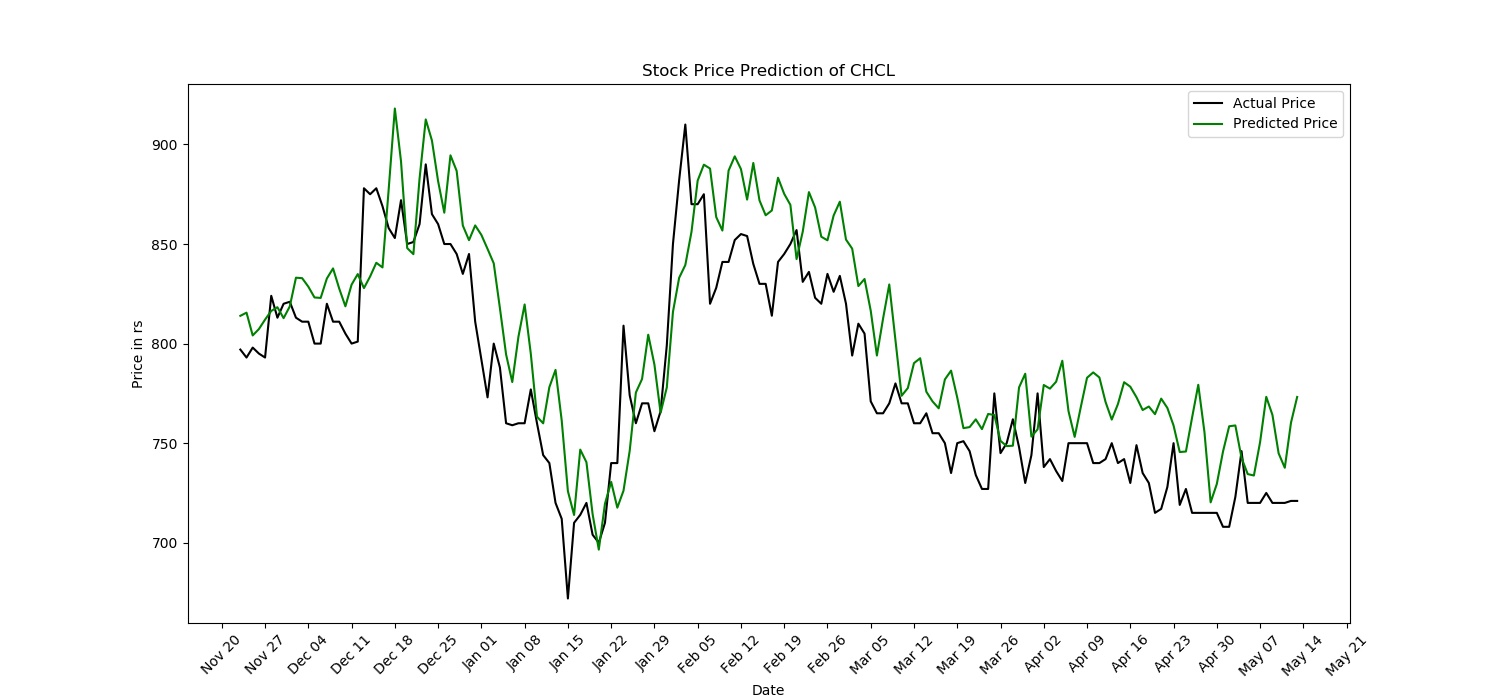 Stock Price Prediction of CHCL
Actual Price
Predicted Price
Price in rs
900
850
800
750
700
Nov 20
Nov 27
Dec 04
Dec 11
Dec 18
Dec 25
Jan 01
Jan 08
Jan 15
Jan 22
Jan 29
Feb 05
Feb 12
Feb 19
Feb 26
Mar 05
Mar 12
Mar 19
Mar 26
Apr 02
Apr 09
Apr 16
Apr 23
Apr 30
May 07
May 14
May 21
Date